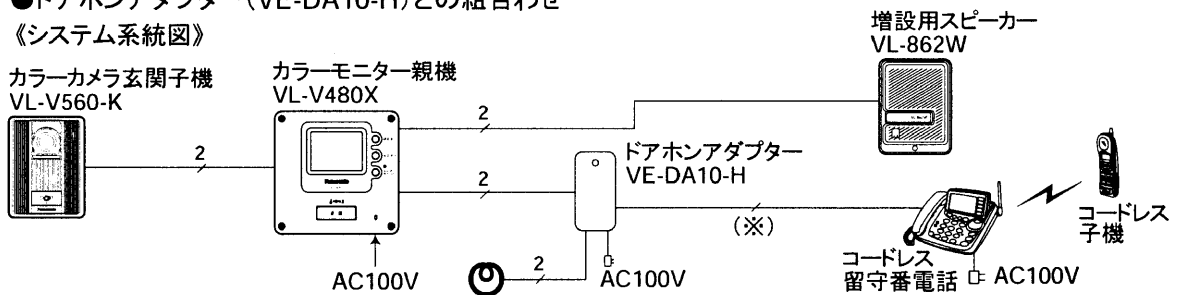 ●ドアホンアダプター(VE-DA10-H)との組合わせ
《システム系統図》
カラーカメラ玄関子機
VL-V560-K
カラーモニター親機
VL-V480X
増設用スピーカー
VL-862W
2
2
2
ドアホンアダプター
VE-DA10-H
(※)
コードレス
子機
AC100V
2
AC100V
コードレス
留守番電話
AC100V
Panasonic